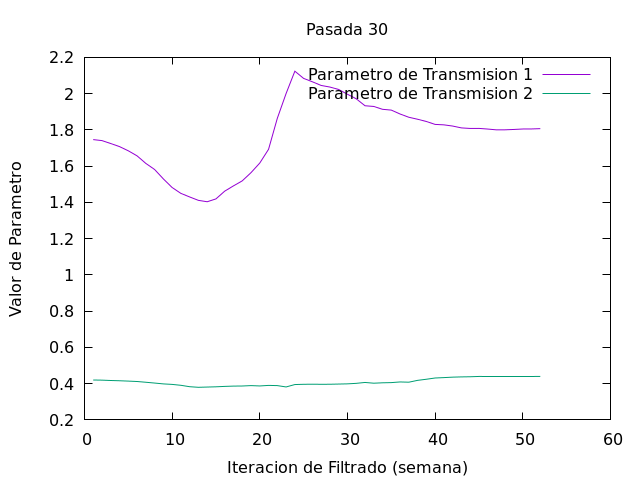 Pasada 30
Parametro de Transmision 1
Parametro de Transmision 2
Valor de Parametro
2.2
2
1.8
1.6
1.4
1.2
1
0.8
0.6
0.4
0.2
0 10 20 30 40 50 60
Iteracion de Filtrado (semana)